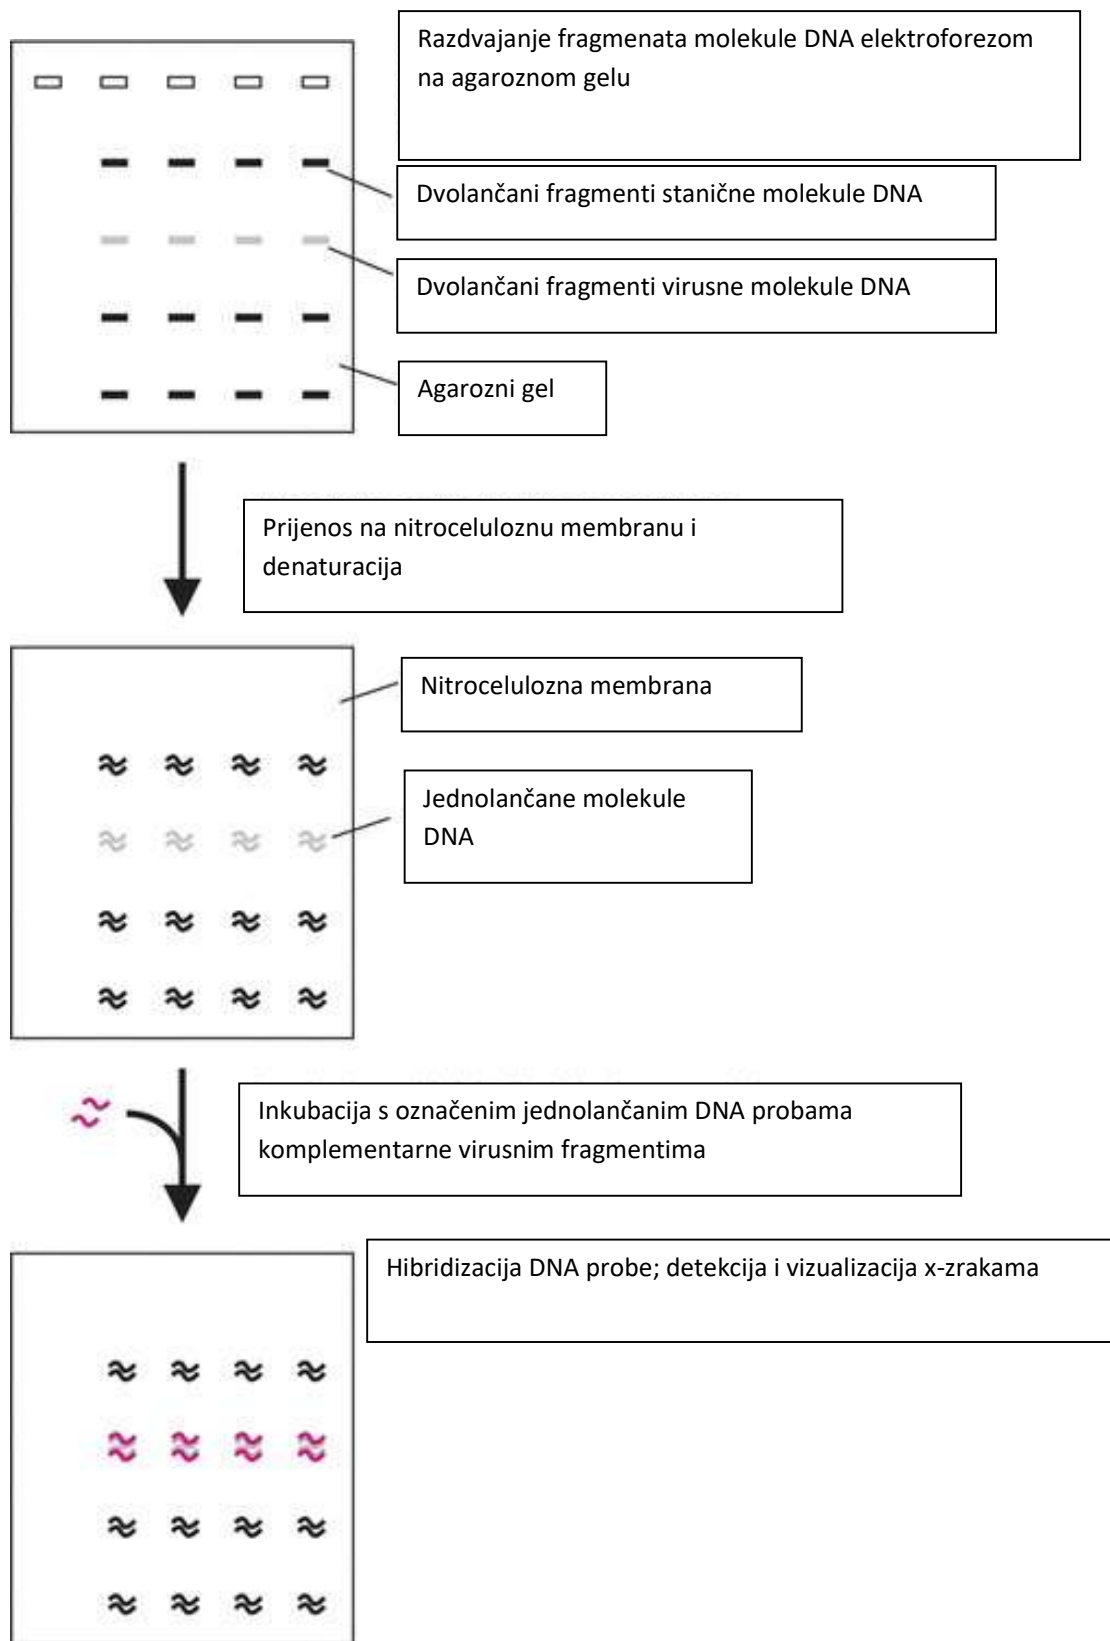 Razdvajanje fragmenata molekule DNA elektroforezom
na agaroznom gelu
Dvolančani fragmenti stanične molekule DNA
Dvolančani fragmenti virusne molekule DNA
Agarozni gel
Prijenos na nitroceluloznu membranu i
denaturacija
Nitrocelulozna membrana
Jednolančane molekule
DNA
Inkubacija s označenim jednolančanim DNA probama
komplementarne virusnim fragmentima
Hibridizacija DNA probe; detekcija i vizualizacija x-zrakama